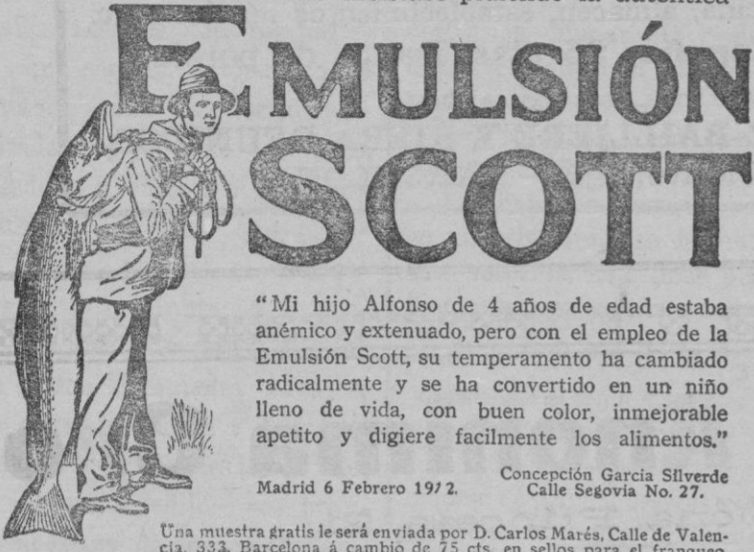 EMULSIÓN
SCOTT
“Mi hijo Alfonso de 4 años de edad estaba
anémico y extenuado, pero con el empleo de la
Emulsión Scott, su temperamento ha cambiado
radicalmente y se ha convertido en un niño
lleno de vida, con buen color, inmejorable
apetito y digiere facilmente los alimentos.”
Madrid 6 Febrero 1912.
Concepción Garcia Silverde
Calle Segovia No. 27.
Una muestra gratis le será enviada por D. Carlos Marés, Calle de Valen-
cia, 333, Barcelona á cambio de 75 cts. en sellos para el franqueo.